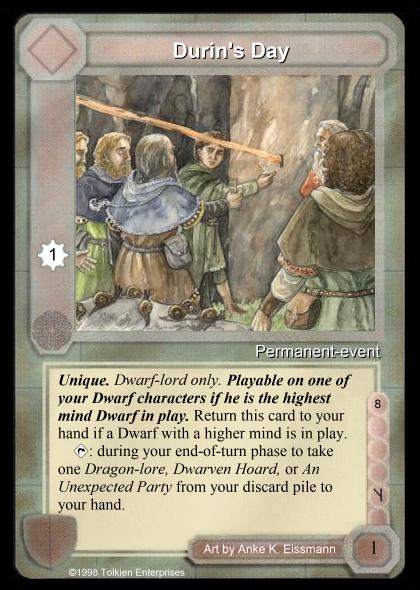 Durin's Day
1
Permanent-event
Unique. Dwarf-lord only. Playable on one of
your Dwarf characters if he is the highest
mind Dwarf in play. Return this card to your
hand if a Dwarf with a higher mind is in play.
: during your end-of-turn phase to take
one Dragon-lore, Dwarven Hoard, or An
Unexpected Party from your discard pile to
your hand.
8
Art by Anke K. Eissmann
1
©1998 Tolkien Enterprises